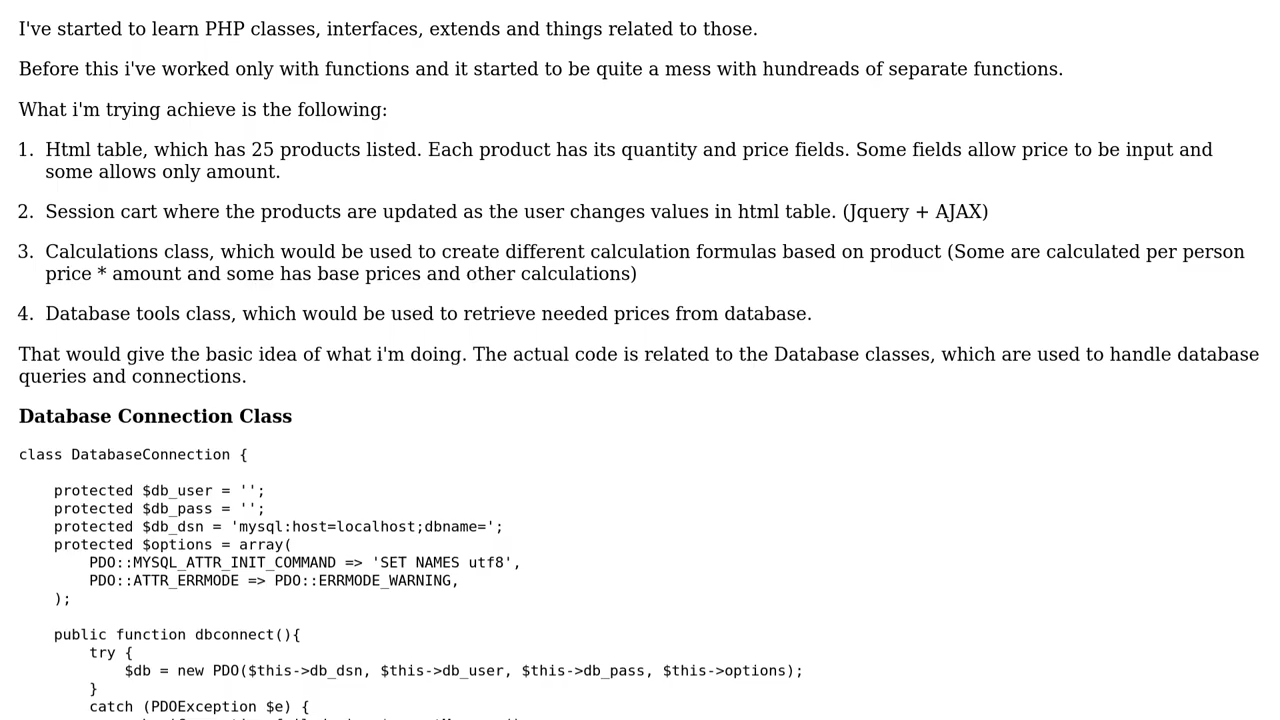 I've started to learn PHP classes, interfaces, extends and things related to those.
Before this i've worked only with functions and it started to be quite a mess with hundreads of separate functions.
What i'm trying achieve is the following:
1. Html table, which has 25 products listed. Each product has its quantity and price fields. Some fields allow price to be input and
some allows only amount.
2. Session cart where the products are updated as the user changes values in html table. (Jquery + AJAX)
3. Calculations class, which would be used to create different calculation formulas based on product (Some are calculated per person
price * amount and some has base prices and other calculations)
4. Database tools class, which would be used to retrieve needed prices from database.
That would give the basic idea of what i'm doing. The actual code is related to the Database classes, which are used to handle database
queries and connections.
Database Connection Class
class DatabaseConnection {
    protected $db_user = '';
    protected $db_pass = '';
    protected $db_dsn = 'mysql:host=localhost;dbname=';
    protected $options = array(
        PDO::MYSQL_ATTR_INIT_COMMAND => 'SET NAMES utf8',
        PDO::ATTR_ERRMODE => PDO::ERRMODE_WARNING,
    );
    public function dbconnect(){
        try {
            $db = new PDO($this->db_dsn, $this->db_user, $this->db_pass, $this->options);
        }
        catch (PDOException $e) {